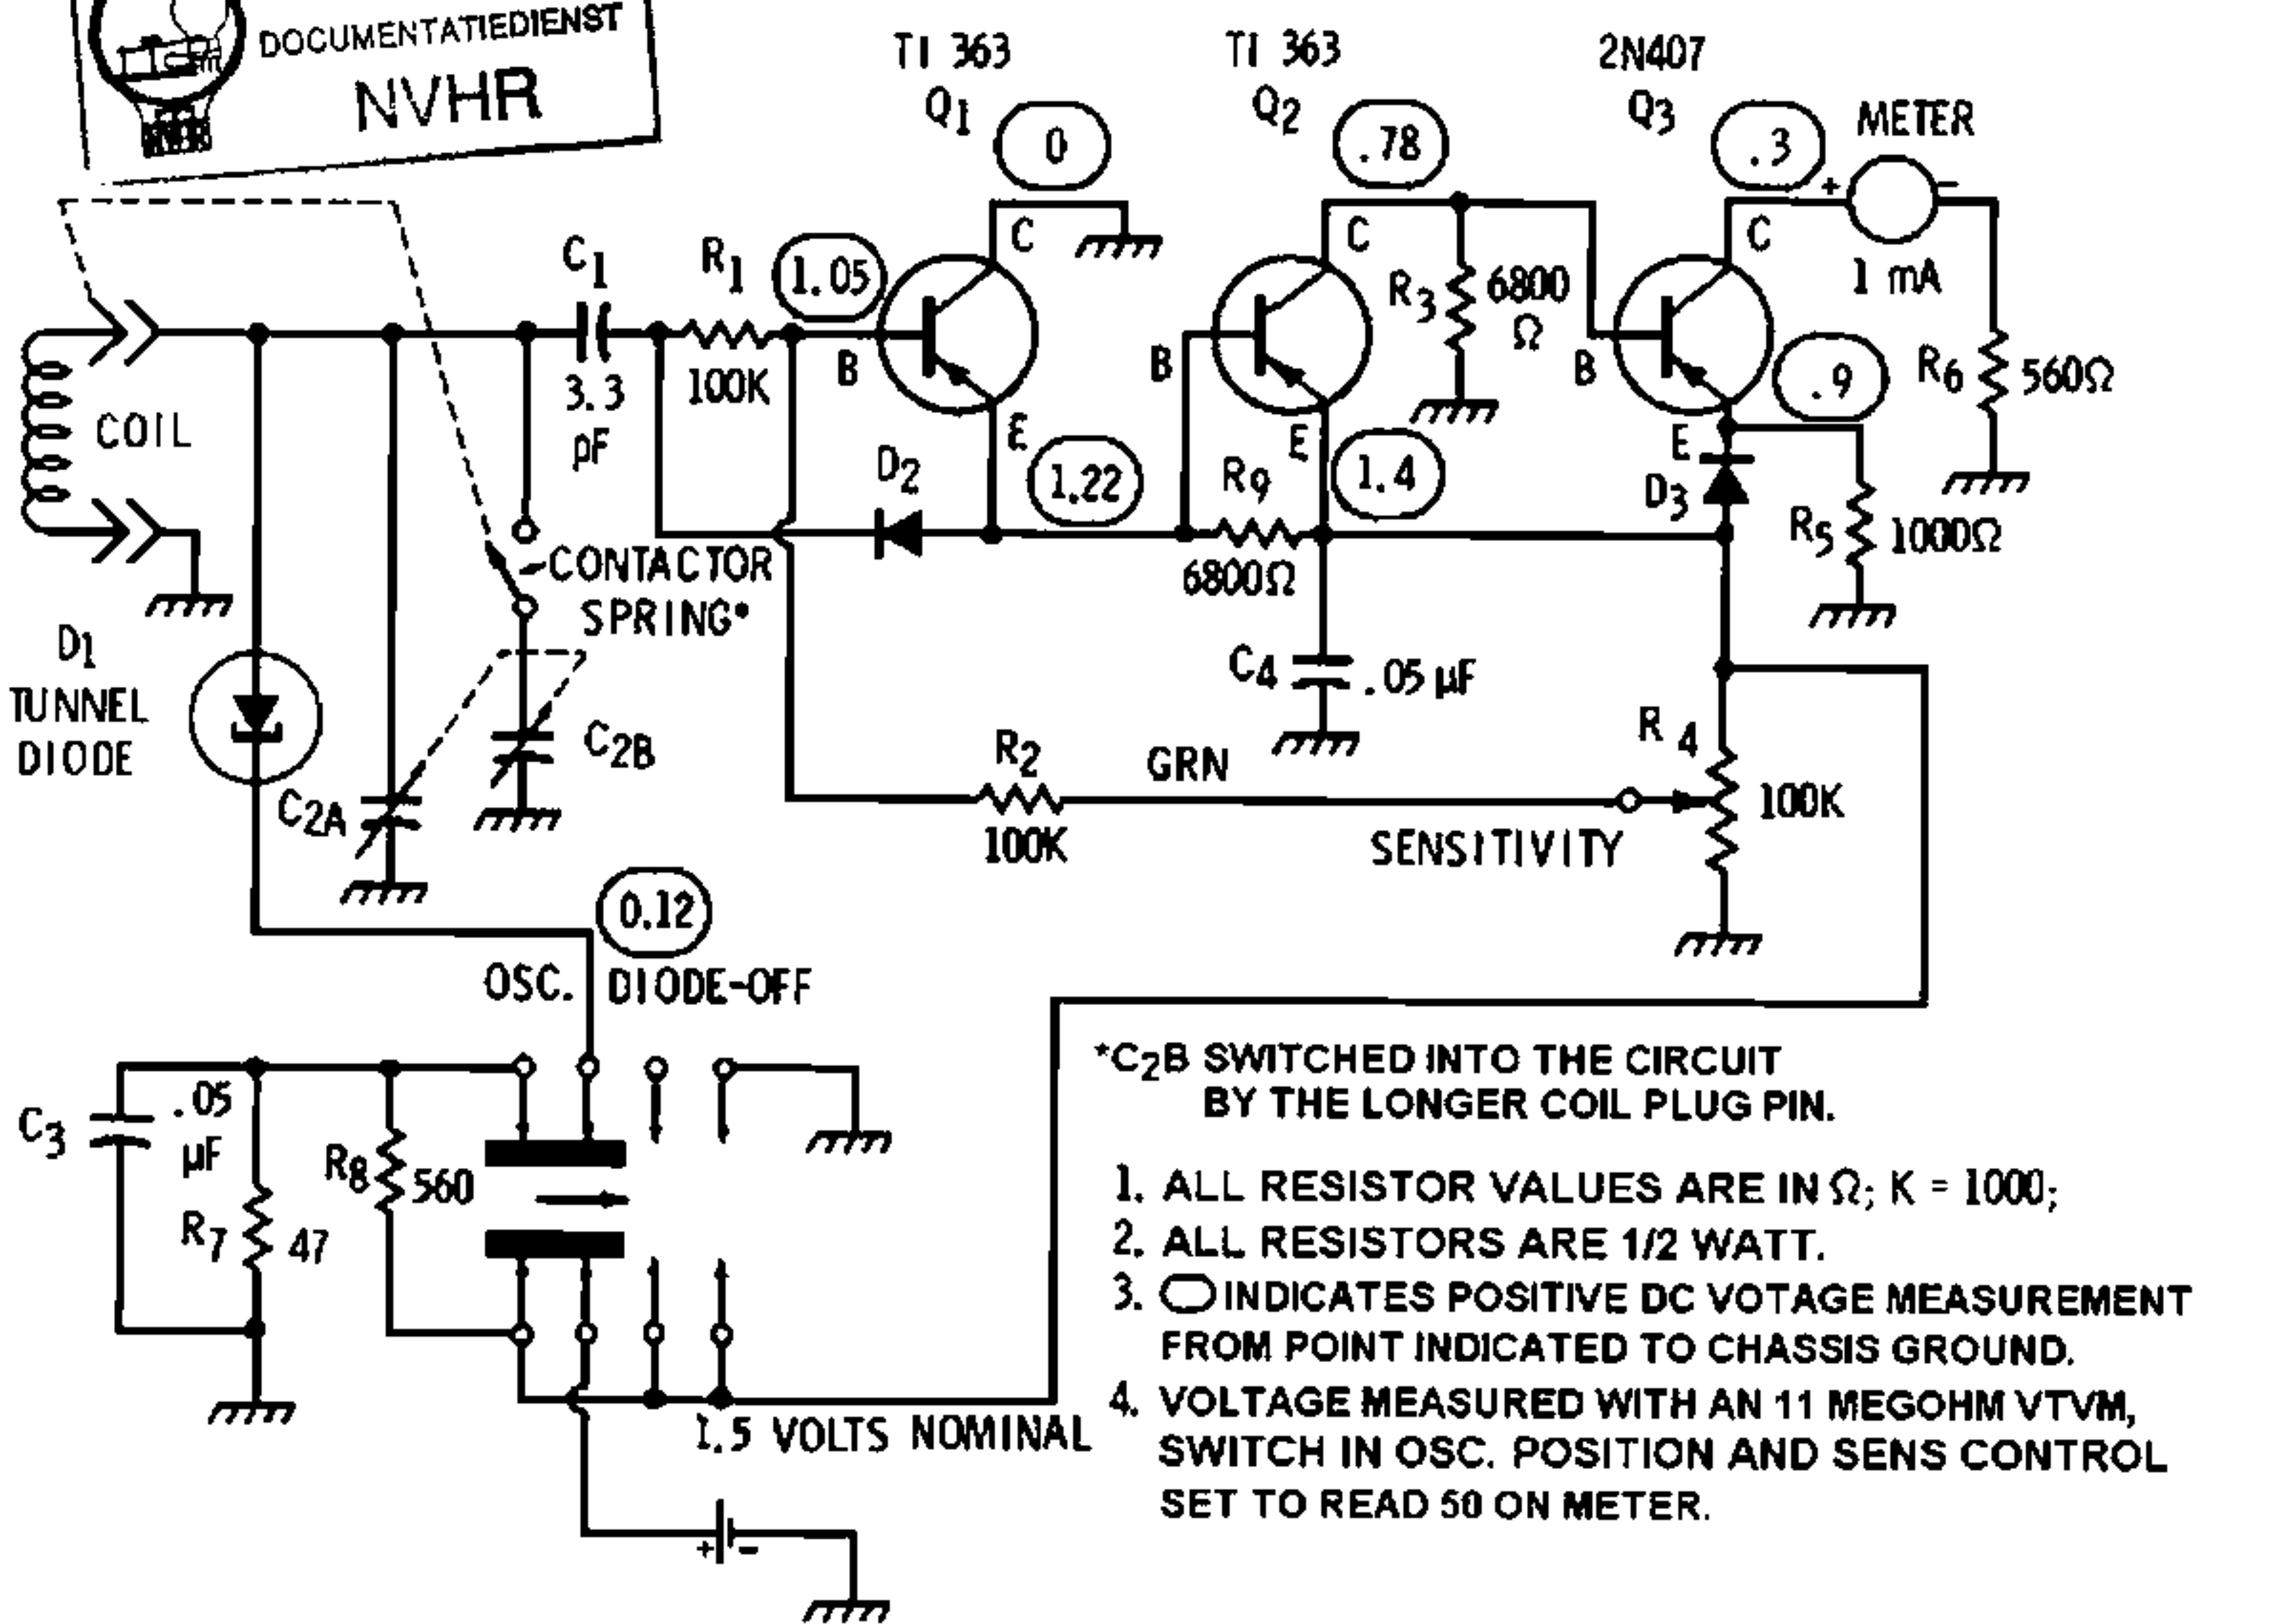 DOCUMENTATIEDIENST
NVHR
TI 363
Q1
0
TI 363
Q2
.78
2N407
Q3
.3
METER
+
-
1 mA
C1
3.3
pF
R1
100K
1.05
B
C
E
1.22
D2
B
C
E
1.4
R9
6800Ω
R3
6800
Ω
B
C
E
.9
D3
R5
1000Ω
R6
560Ω
COIL
CONTACTOR
SPRING*
D1
TUNNEL
DIODE
C2A
C2B
C4
.05 µF
R2
100K
GRN
SENSITIVITY
R4
100K
0.12
OSC.
DIODE-OFF
C3
.05
µF
R7
47
R8
560
1.5 VOLTS NOMINAL
+
-
*C2B SWITCHED INTO THE CIRCUIT
BY THE LONGER COIL PLUG PIN.
1. ALL RESISTOR VALUES ARE IN Ω; K = 1000;
2. ALL RESISTORS ARE 1/2 WATT.
3. INDICATES POSITIVE DC VOTAGE MEASUREMENT
FROM POINT INDICATED TO CHASSIS GROUND.
4. VOLTAGE MEASURED WITH AN 11 MEGOHM VTVM,
SWITCH IN OSC. POSITION AND SENS CONTROL
SET TO READ 50 ON METER.